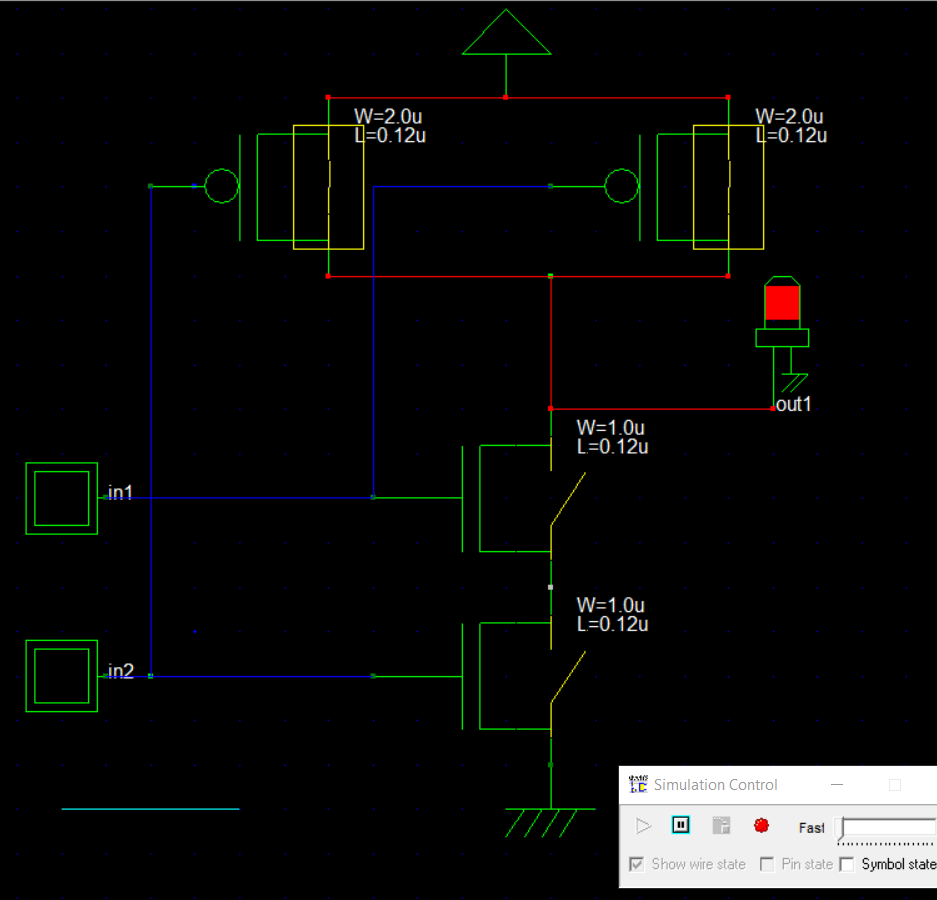 W=2.0u
L=0.12u
W=2.0u
L=0.12u
out1
W=1.0u
L=0.12u
in1
W=1.0u
L=0.12u
in2
Simulation Control
Fast
Show wire state
Pin state
Symbol state